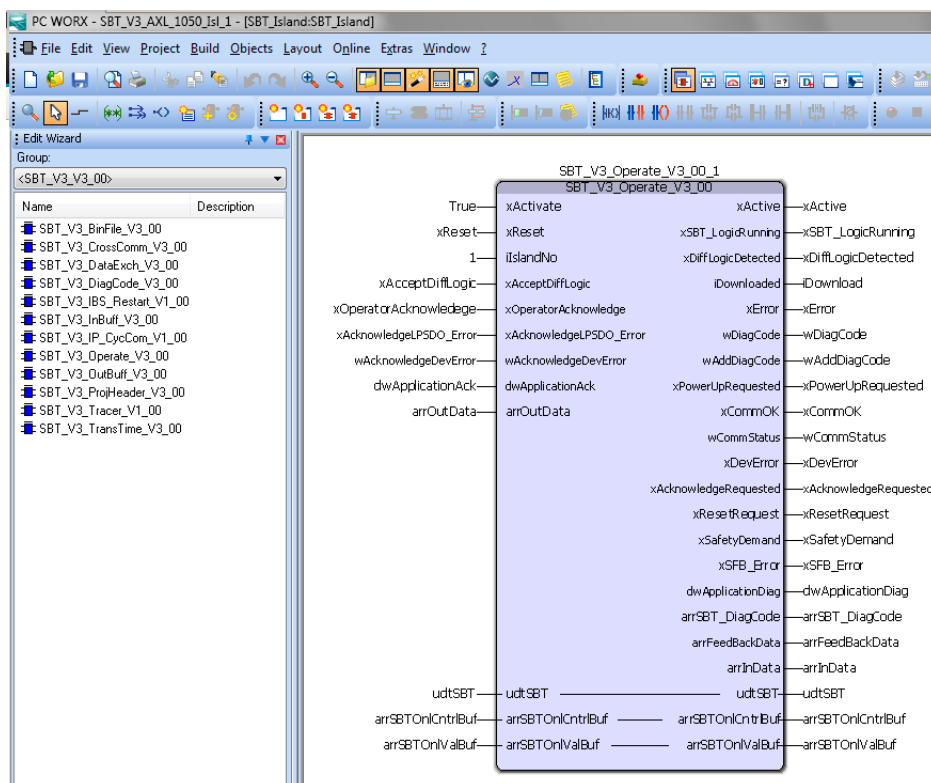 PC WORX - SBT_V3_AXL_1050_Isl_1 - [SBT_Island:SBT_Island]
File Edit View Project Build Objects Layout Online Extras Window ?
Edit Wizard
Group:
<SBT_V3_V3_00>
Name Description
SBT_V3_BinFile_V3_00
SBT_V3_CrossComm_V3_00
SBT_V3_DataExch_V3_00
SBT_V3_DiagCode_V3_00
SBT_V3_IBS_Restart_V1_00
SBT_V3_InBuff_V3_00
SBT_V3_IP_CycCom_V1_00
SBT_V3_Operate_V3_00
SBT_V3_OutBuff_V3_00
SBT_V3_ProjHeader_V3_00
SBT_V3_Tracer_V1_00
SBT_V3_TransTime_V3_00
SBT_V3_Operate_V3_00_1
SBT_V3_Operate_V3_00
True xActivate xActive xActive
xReset xReset xSBT_LogicRunning xSBT_LogicRunning
1 iIslandNo xDiffLogicDetected xDiffLogicDetected
xAcceptDiffLogic xAcceptDiffLogic iDownloaded iDownload
xOperatorAcknowledege xOperatorAcknowledge xError xError
xAcknowledgeLPSDO_Error xAcknowledgeLPSDO_Error wDiagCode wDiagCode
wAcknowledgeDevError wAcknowledgeDevError wAddDiagCode wAddDiagCode
dwApplicationAck dwApplicationAck xPowerUpRequested xPowerUpRequested
arrOutData arrOutData xCommOK xCommOK
wCommStatus wCommStatus
xDevError xDevError
xAcknowledgeRequested xAcknowledgeRequested
xResetRequest xResetRequest
xSafetyDemand xSafetyDemand
xSFB_Error xSFB_Error
dwApplicationDiag dwApplicationDiag
arrSBT_DiagCode arrSBT_DiagCode
arrFeedBackData arrFeedBackData
arrInData arrInData
udtSBT udtSBT udtSBT udtSBT
arrSBTOnlCntrlBuf arrSBTOnlCntrlBuf arrSBTOnlCntrlBuf arrSBTOnlCntrlBuf
arrSBTOnlValBuf arrSBTOnlValBuf arrSBTOnlValBuf arrSBTOnlValBuf